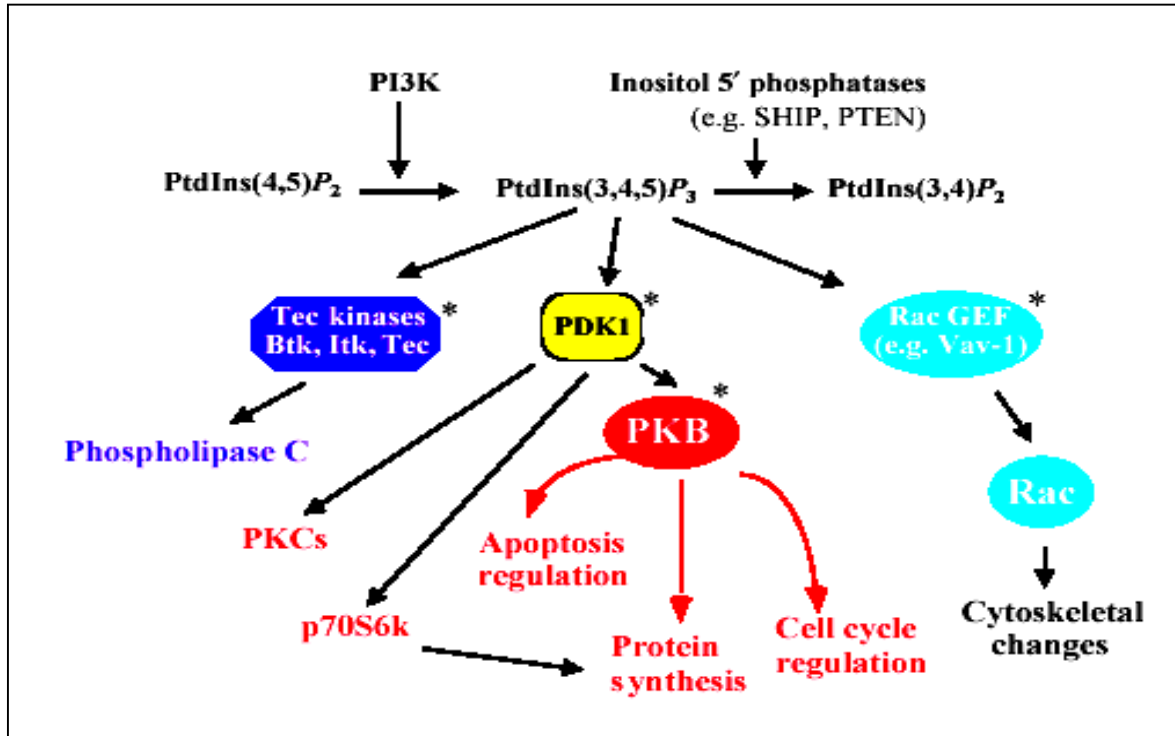 PI3K
Inositol 5′ phosphatases
(e.g. SHIP, PTEN)
PtdIns(4,5)P₂
PtdIns(3,4,5)P₃
PtdIns(3,4)P₂
Tec kinases *
Btk, Itk, Tec
PDK1 *
Rac GEF *
(e.g. Vav-1)
PKB *
Phospholipase C
Rac
PKCs
Apoptosis
regulation
p70S6k
Protein
synthesis
Cell cycle
regulation
Cytoskeletal
changes